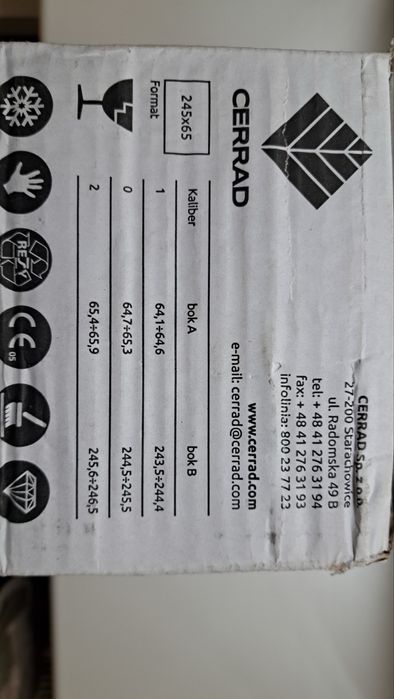 CERRAD Sp. z o.o.
27-200 Starachowice
ul. Radomska 49 B
tel: + 48 41 276 31 94
fax: + 48 41 276 31 93
infolinia: 800 23 77 23
CERRAD
www.cerrad.com
e-mail: cerrad@cerrad.com
245x65
Format
Kaliber bok A bok B
1 64,1÷64,6 243,5÷244,4
0 64,7÷65,3 244,5÷245,5
2 65,4÷65,9 245,6÷246,5
RESY
CE 05